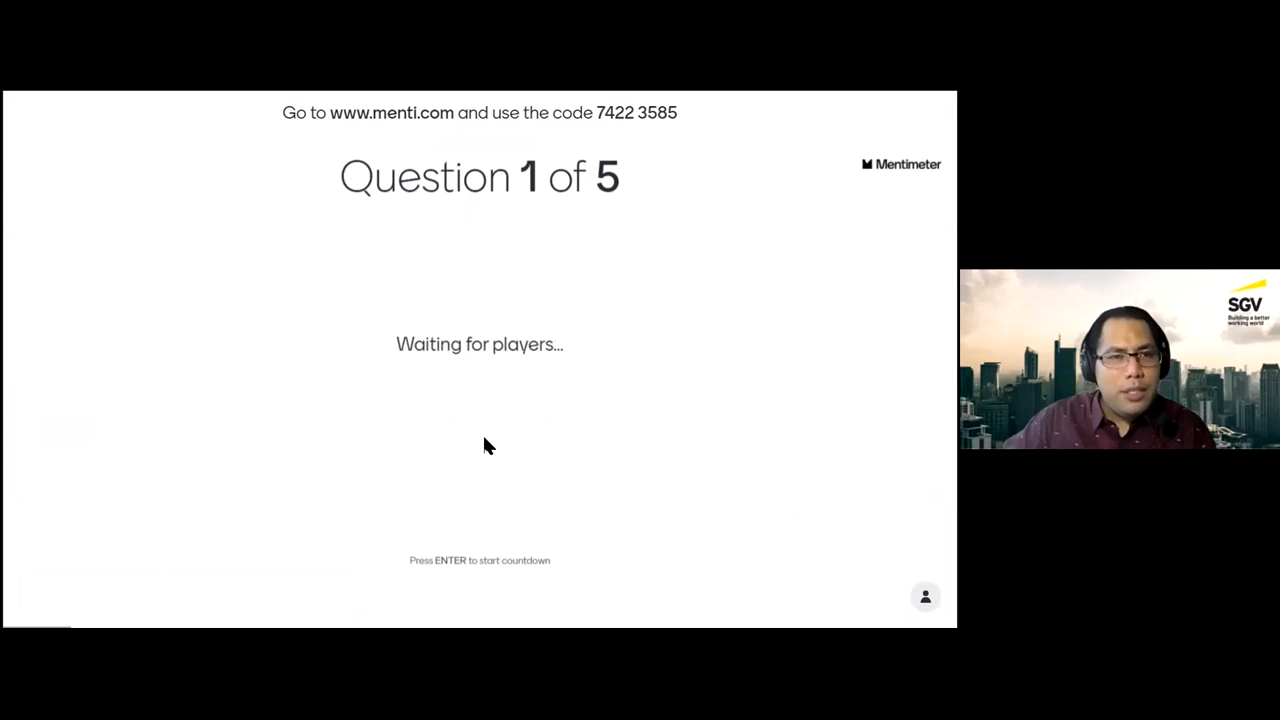 Go to www.menti.com and use the code 7422 3585
Question 1 of 5
Mentimeter
Waiting for players...
Press ENTER to start countdown
SGV
Building a better
working world